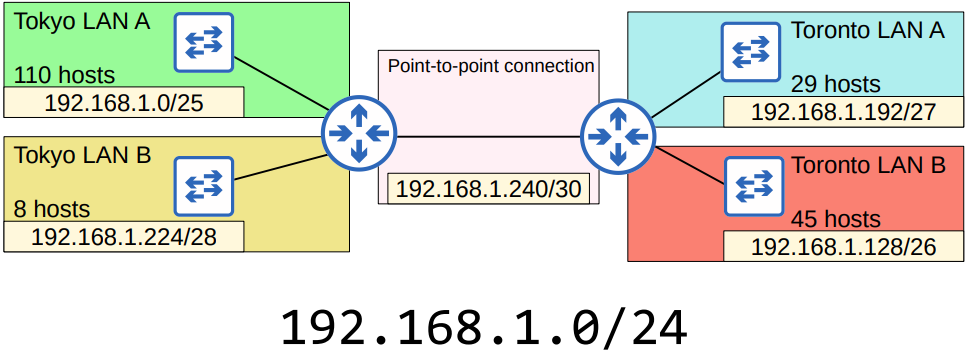 Tokyo LAN A
110 hosts
192.168.1.0/25
Tokyo LAN B
8 hosts
192.168.1.224/28
Point-to-point connection
192.168.1.240/30
Toronto LAN A
29 hosts
192.168.1.192/27
Toronto LAN B
45 hosts
192.168.1.128/26
192.168.1.0/24